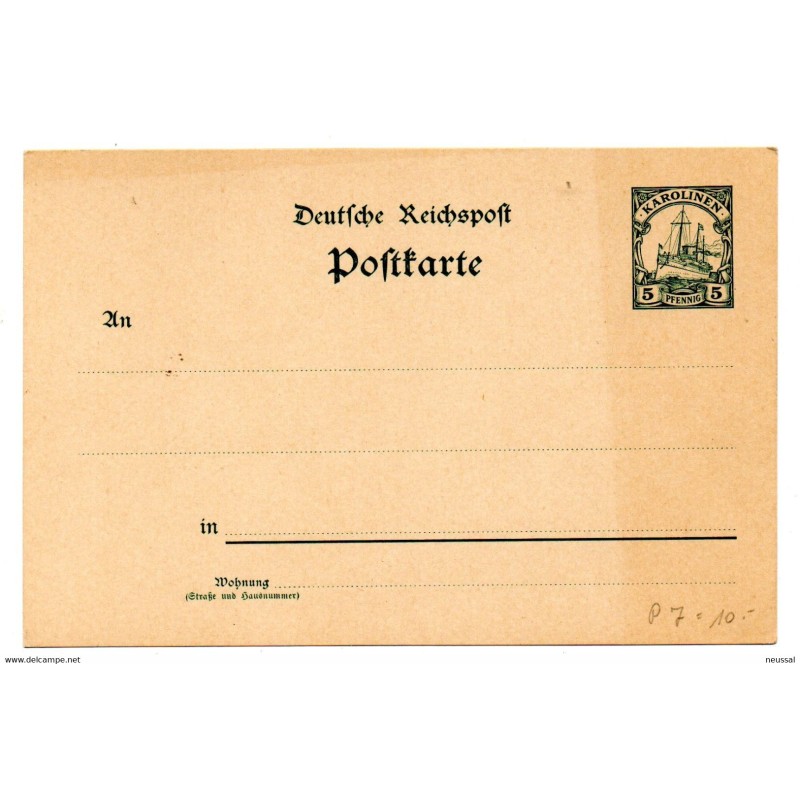 Deutsche Reichspost
Postkarte
KAROLINEN
5 PFENNIG 5
An
in
Wohnung
(Straße und Hausnummer)
P 7 = 10.-
www.delcampe.net
neussal